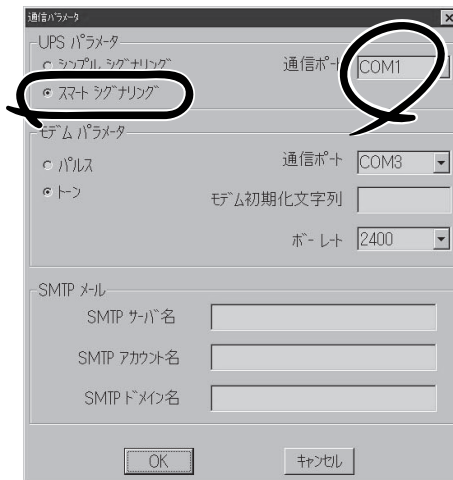 通信パラメータ
UPS パラメータ
シンプル シグナリング
通信ポート
COM1
スマート シグナリング
モデム パラメータ
パルス
通信ポート
COM3
トーン
モデム初期化文字列
ボーレート
2400
SMTP メール
SMTP サーバ名
SMTP アカウント名
SMTP ドメイン名
OK
キャンセル